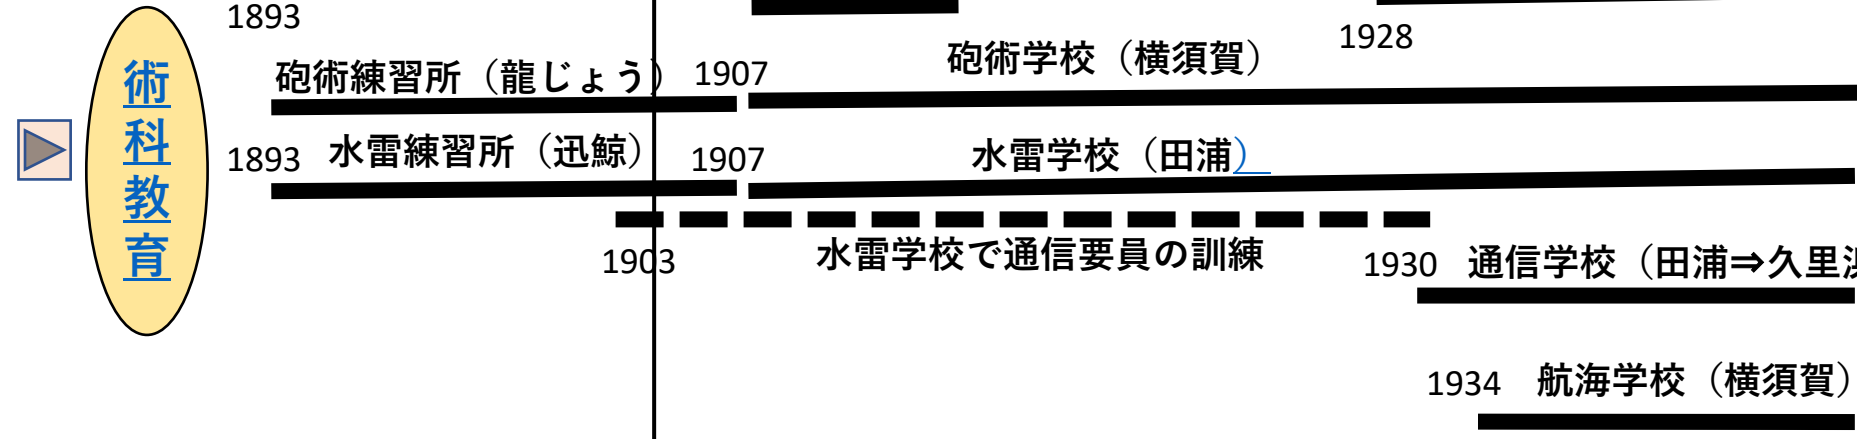 術科教育
1893
1928
砲術練習所（龍じょう）
1907
砲術学校（横須賀）
1893
水雷練習所（迅鯨）
1907
水雷学校（田浦）
1903
水雷学校で通信要員の訓練
1930
通信学校（田浦⇒久里
1934
航海学校（横須賀）